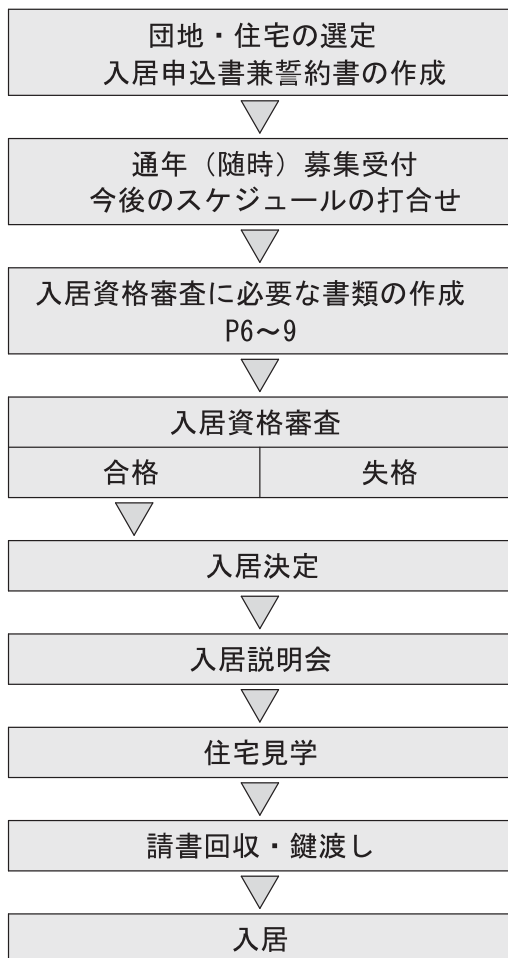 団地・住宅の選定
入居申込書兼誓約書の作成
通年（随時）募集受付
今後のスケジュールの打合せ
入居資格審査に必要な書類の作成
P6～9
入居資格審査
合格
失格
入居決定
入居説明会
住宅見学
請書回収・鍵渡し
入居